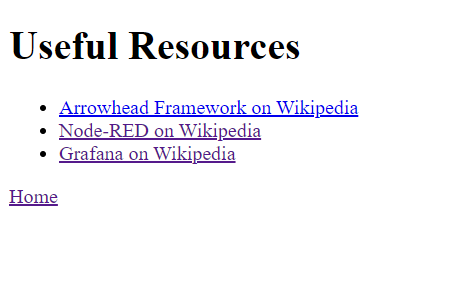 Useful Resources
Arrowhead Framework on Wikipedia
Node-RED on Wikipedia
Grafana on Wikipedia
Home